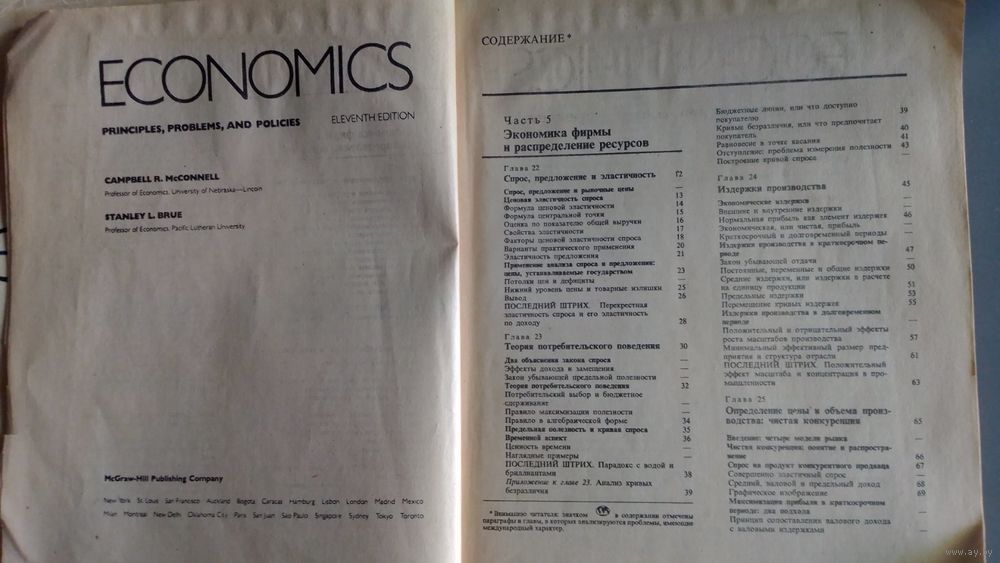 ECONOMICS
PRINCIPLES, PROBLEMS, AND POLICIES ELEVENTH EDITION
CAMPBELL R. McCONNELL
Professor of Economics, University of Nebraska—Lincoln
STANLEY L. BRUE
Professor of Economics, Pacific Lutheran University
McGraw-Hill Publishing Company
New York St. Louis San Francisco Auckland Bogota Caracas Hamburg Lisbon London Madrid Mexico
Milan Montreal New Delhi Oklahoma City Paris San Juan São Paulo Singapore Sydney Tokyo Toronto
СОДЕРЖАНИЕ*
Часть 5
Экономика фирмы
и распределение ресурсов
Глава 22
Спрос, предложение и эластичность 12
Спрос, предложение и рыночные цены —
Ценовая эластичность спроса 13
Формула ценовой эластичности 14
Формула центральной точки 15
Оценка по показателю общей выручки 16
Свойства эластичности 17
Факторы ценовой эластичности спроса 18
Варианты практического применения 20
Эластичность предложения 21
Применение анализа спроса и предложения:
цены, устанавливаемые государством 23
Потолки цен и дефициты —
Нижний уровень цены и товарные излишки 25
Вывод 26
ПОСЛЕДНИЙ ШТРИХ. Перекрестная
эластичность спроса и его эластичность
по доходу 28
Глава 23
Теория потребительского поведения 30
Два объяснения закона спроса —
Эффекты дохода и замещения —
Закон убывающей предельной полезности —
Теория потребительского поведения 32
Потребительский выбор и бюджетное
сдерживание —
Правило максимизации полезности —
Правило в алгебраической форме 34
Предельная полезность и кривая спроса 35
Временной аспект 36
Ценность времени —
Наглядные примеры —
ПОСЛЕДНИЙ ШТРИХ. Парадокс с водой и
бриллиантами 38
Приложение к главе 23. Анализ кривых
безразличия 39
* Вниманию читателя: значком в содержании отмечены
параграфы и главы, в которых анализируются проблемы, имеющие
международный характер.
Бюджетные линии, или что доступно
покупателю 39
Кривые безразличия, или что предпочитает
покупатель 40
Равновесие в точке касания 41
Отступление: проблема измерения полезности 43
Построение кривой спроса —
Глава 24
Издержки производства 45
Экономические издержки —
Внешние и внутренние издержки —
Нормальная прибыль как элемент издержек 46
Экономическая, или чистая, прибыль —
Краткосрочный и долговременный периоды —
Издержки производства в краткосрочном пе-
риоде 47
Закон убывающей отдачи —
Постоянные, переменные и общие издержки 50
Средние издержки, или издержки в расчете
на единицу продукции 51
Предельные издержки 53
Перемещение кривых издержек 55
Издержки производства в долговременном
периоде —
Положительный и отрицательный эффекты
роста масштабов производства 57
Минимальный эффективный размер пред-
приятия и структура отрасли 61
ПОСЛЕДНИЙ ШТРИХ. Положительный
эффект масштаба и концентрация в про-
мышленности 63
Глава 25
Определение цены и объема произ-
водства: чистая конкуренция 65
Введение: четыре модели рынка —
Чистая конкуренция: понятие и распростра-
нение 66
Спрос на продукт конкурентного продавца 67
Совершенно эластичный спрос —
Средний, валовой и предельный доход 68
Графическое изображение 69
Максимизация прибыли в краткосрочном
периоде: два подхода —
Принцип сопоставления валового дохода
с валовыми издержками —
www.ay.by